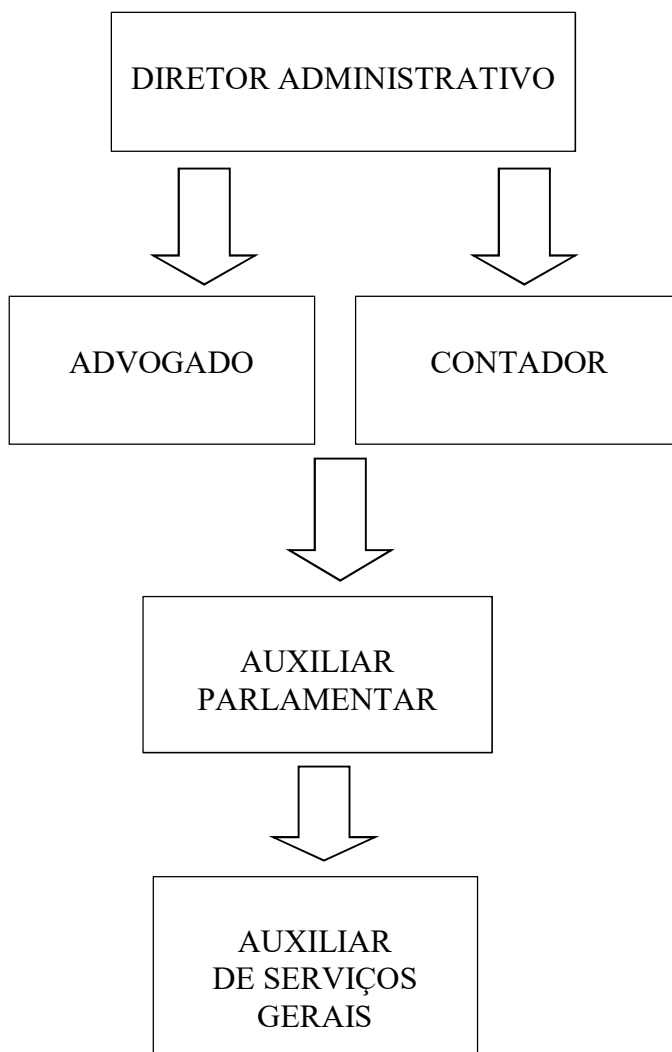 DIRETOR ADMINISTRATIVO
ADVOGADO
CONTADOR
AUXILIAR
PARLAMENTAR
AUXILIAR
DE SERVIÇOS
GERAIS